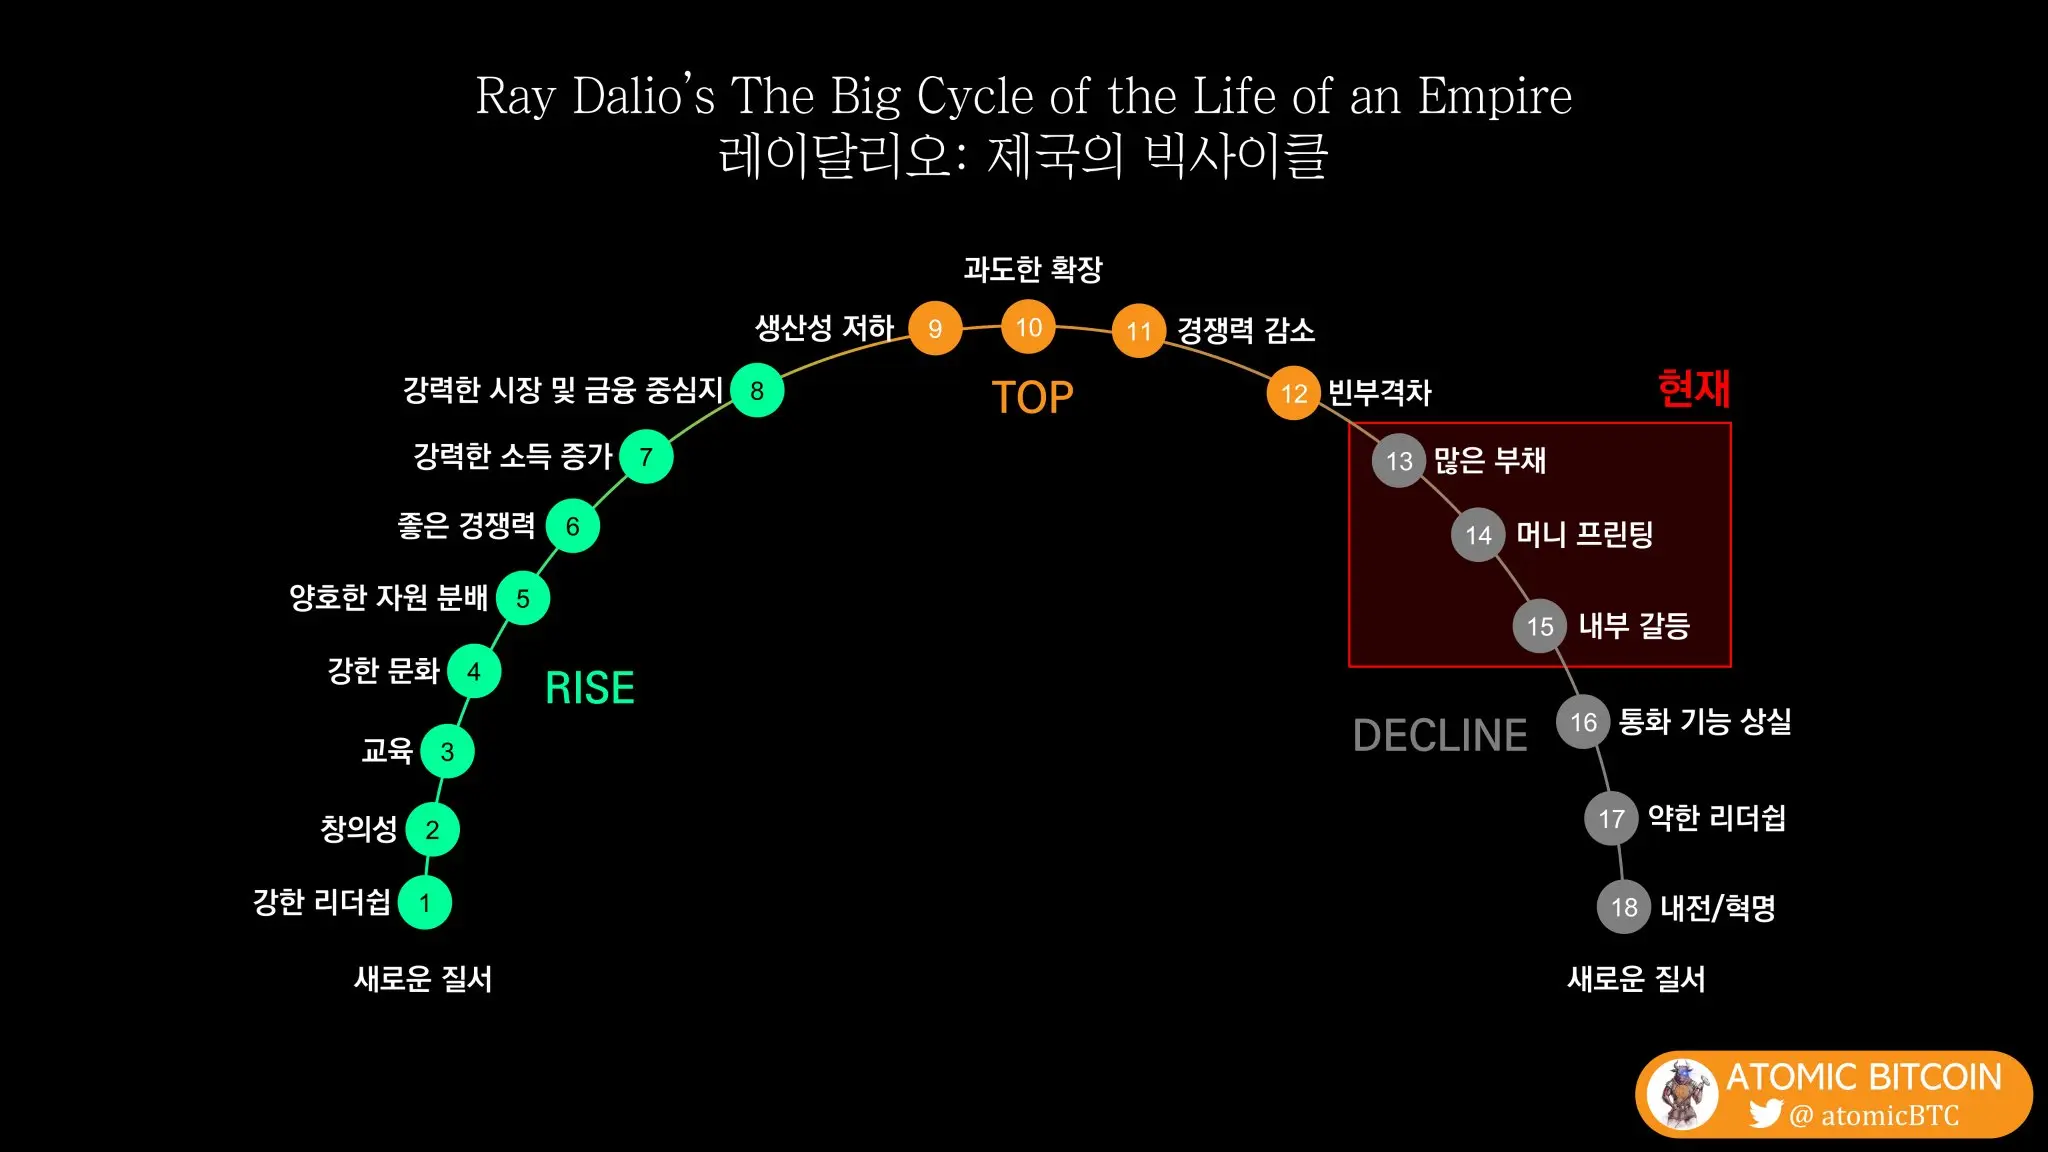 Ray Dalio’s The Big Cycle of the Life of an Empire
레이달리오: 제국의 빅사이클
과도한 확장
생산성 저하 9
10
11 경쟁력 감소
강력한 시장 및 금융 중심지 8
TOP
12 빈부격차
현재
강력한 소득 증가 7
13 많은 부채
좋은 경쟁력 6
14 머니 프린팅
양호한 자원 분배 5
15 내부 갈등
강한 문화 4
RISE
DECLINE
16 통화 기능 상실
교육 3
창의성 2
17 약한 리더쉽
강한 리더쉽 1
18 내전/혁명
새로운 질서
새로운 질서
ATOMIC BITCOIN
@ atomicBTC